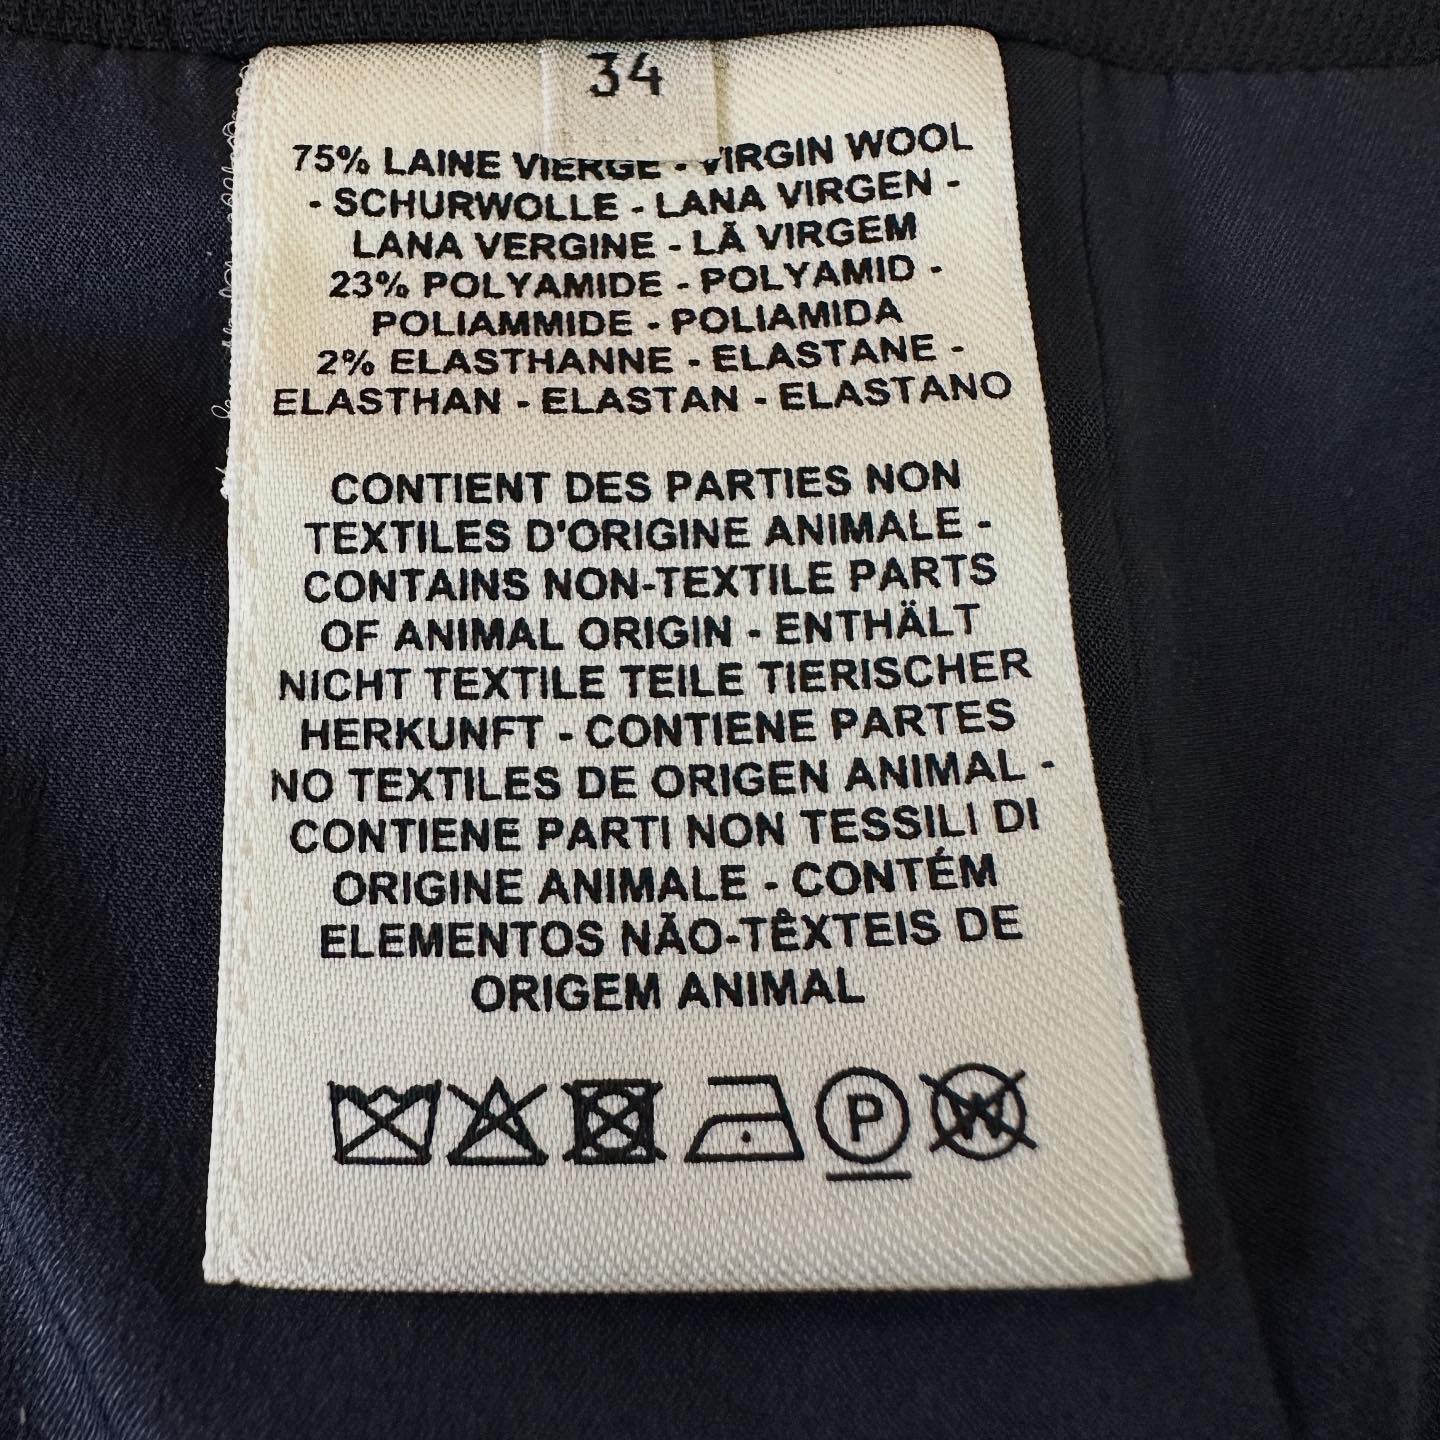 34
75% LAINE VIERGE - VIRGIN WOOL
- SCHURWOLLE - LANA VIRGEN -
LANA VERGINE - LÃ VIRGEM
23% POLYAMIDE - POLYAMID -
POLIAMMIDE - POLIAMIDA
2% ELASTHANNE - ELASTANE -
ELASTHAN - ELASTAN - ELASTANO
CONTIENT DES PARTIES NON
TEXTILES D'ORIGINE ANIMALE -
CONTAINS NON-TEXTILE PARTS
OF ANIMAL ORIGIN - ENTHÄLT
NICHT TEXTILE TEILE TIERISCHER
HERKUNFT - CONTIENE PARTES
NO TEXTILES DE ORIGEN ANIMAL -
CONTIENE PARTI NON TESSILI DI
ORIGINE ANIMALE - CONTÉM
ELEMENTOS NÃO-TÊXTEIS DE
ORIGEM ANIMAL
P W